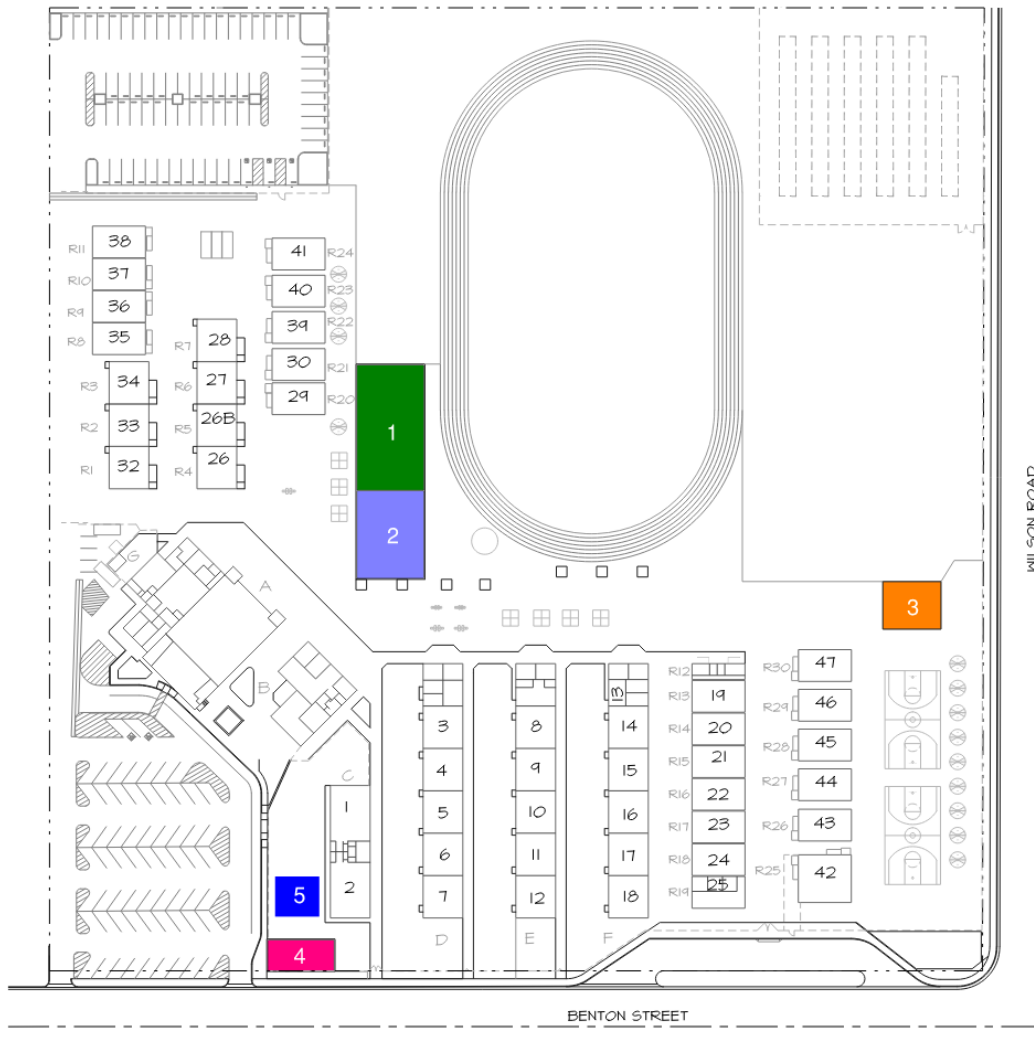 R11 38
R10 37
R9 36
R8 35
41 R24
40 R23
39 R22
30 R21
29 R20
R7 28
R6 27
R5 26B
R4 26
R3 34
R2 33
R1 32
1
2
3
WILSON ROAD
G
A
B
C
1
2
5
4
3
4
5
6
7
D
8
9
10
11
12
E
13
14
15
16
17
18
F
R12
R13 19
R14 20
R15 21
R16 22
R17 23
R18 24
R19 25
R30 47
R29 46
R28 45
R27 44
R26 43
R25 42
BENTON STREET